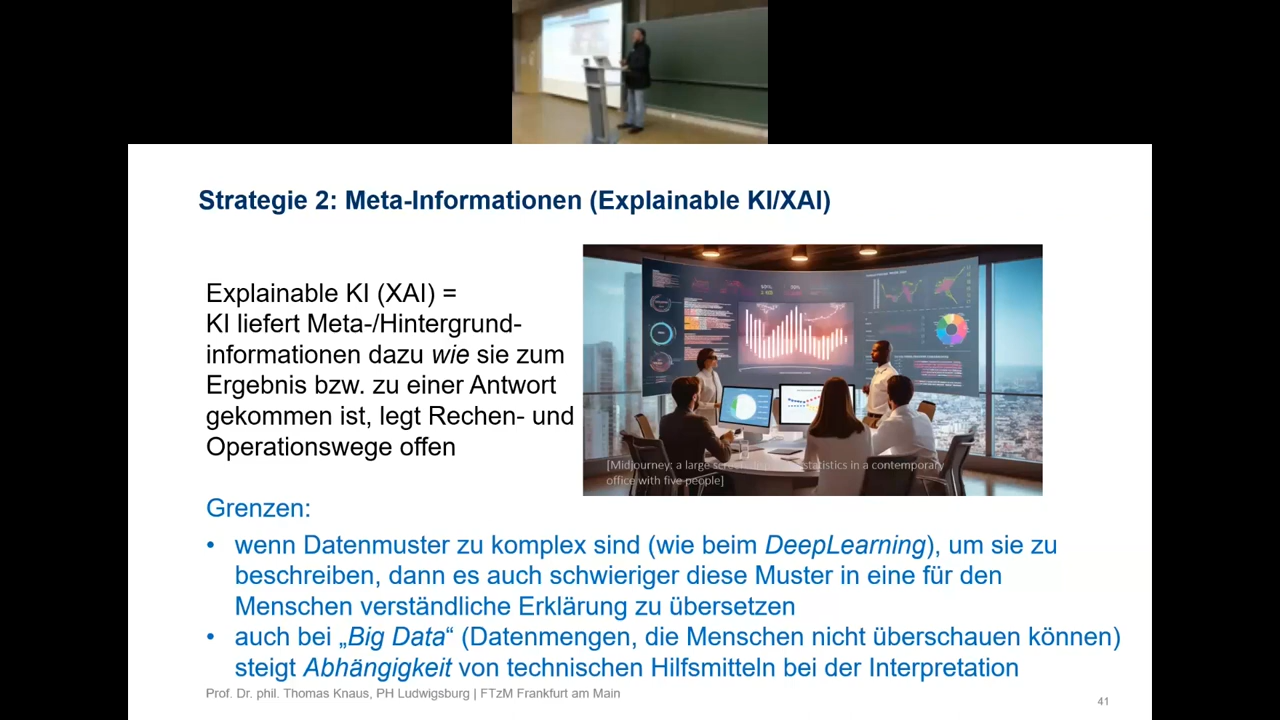 Strategie 2: Meta-Informationen (Explainable KI/XAI)
Explainable KI (XAI) =
KI liefert Meta-/Hintergrund-
informationen dazu wie sie zum
Ergebnis bzw. zu einer Antwort
gekommen ist, legt Rechen- und
Operationswege offen
[Midjourney: a large statistics in a contemporary
office with five people]
Grenzen:
• wenn Datenmuster zu komplex sind (wie beim DeepLearning), um sie zu
beschreiben, dann es auch schwieriger diese Muster in eine für den
Menschen verständliche Erklärung zu übersetzen
• auch bei „Big Data“ (Datenmengen, die Menschen nicht überschauen können)
steigt Abhängigkeit von technischen Hilfsmitteln bei der Interpretation
Prof. Dr. phil. Thomas Knaus, PH Ludwigsburg | FTzM Frankfurt am Main
41